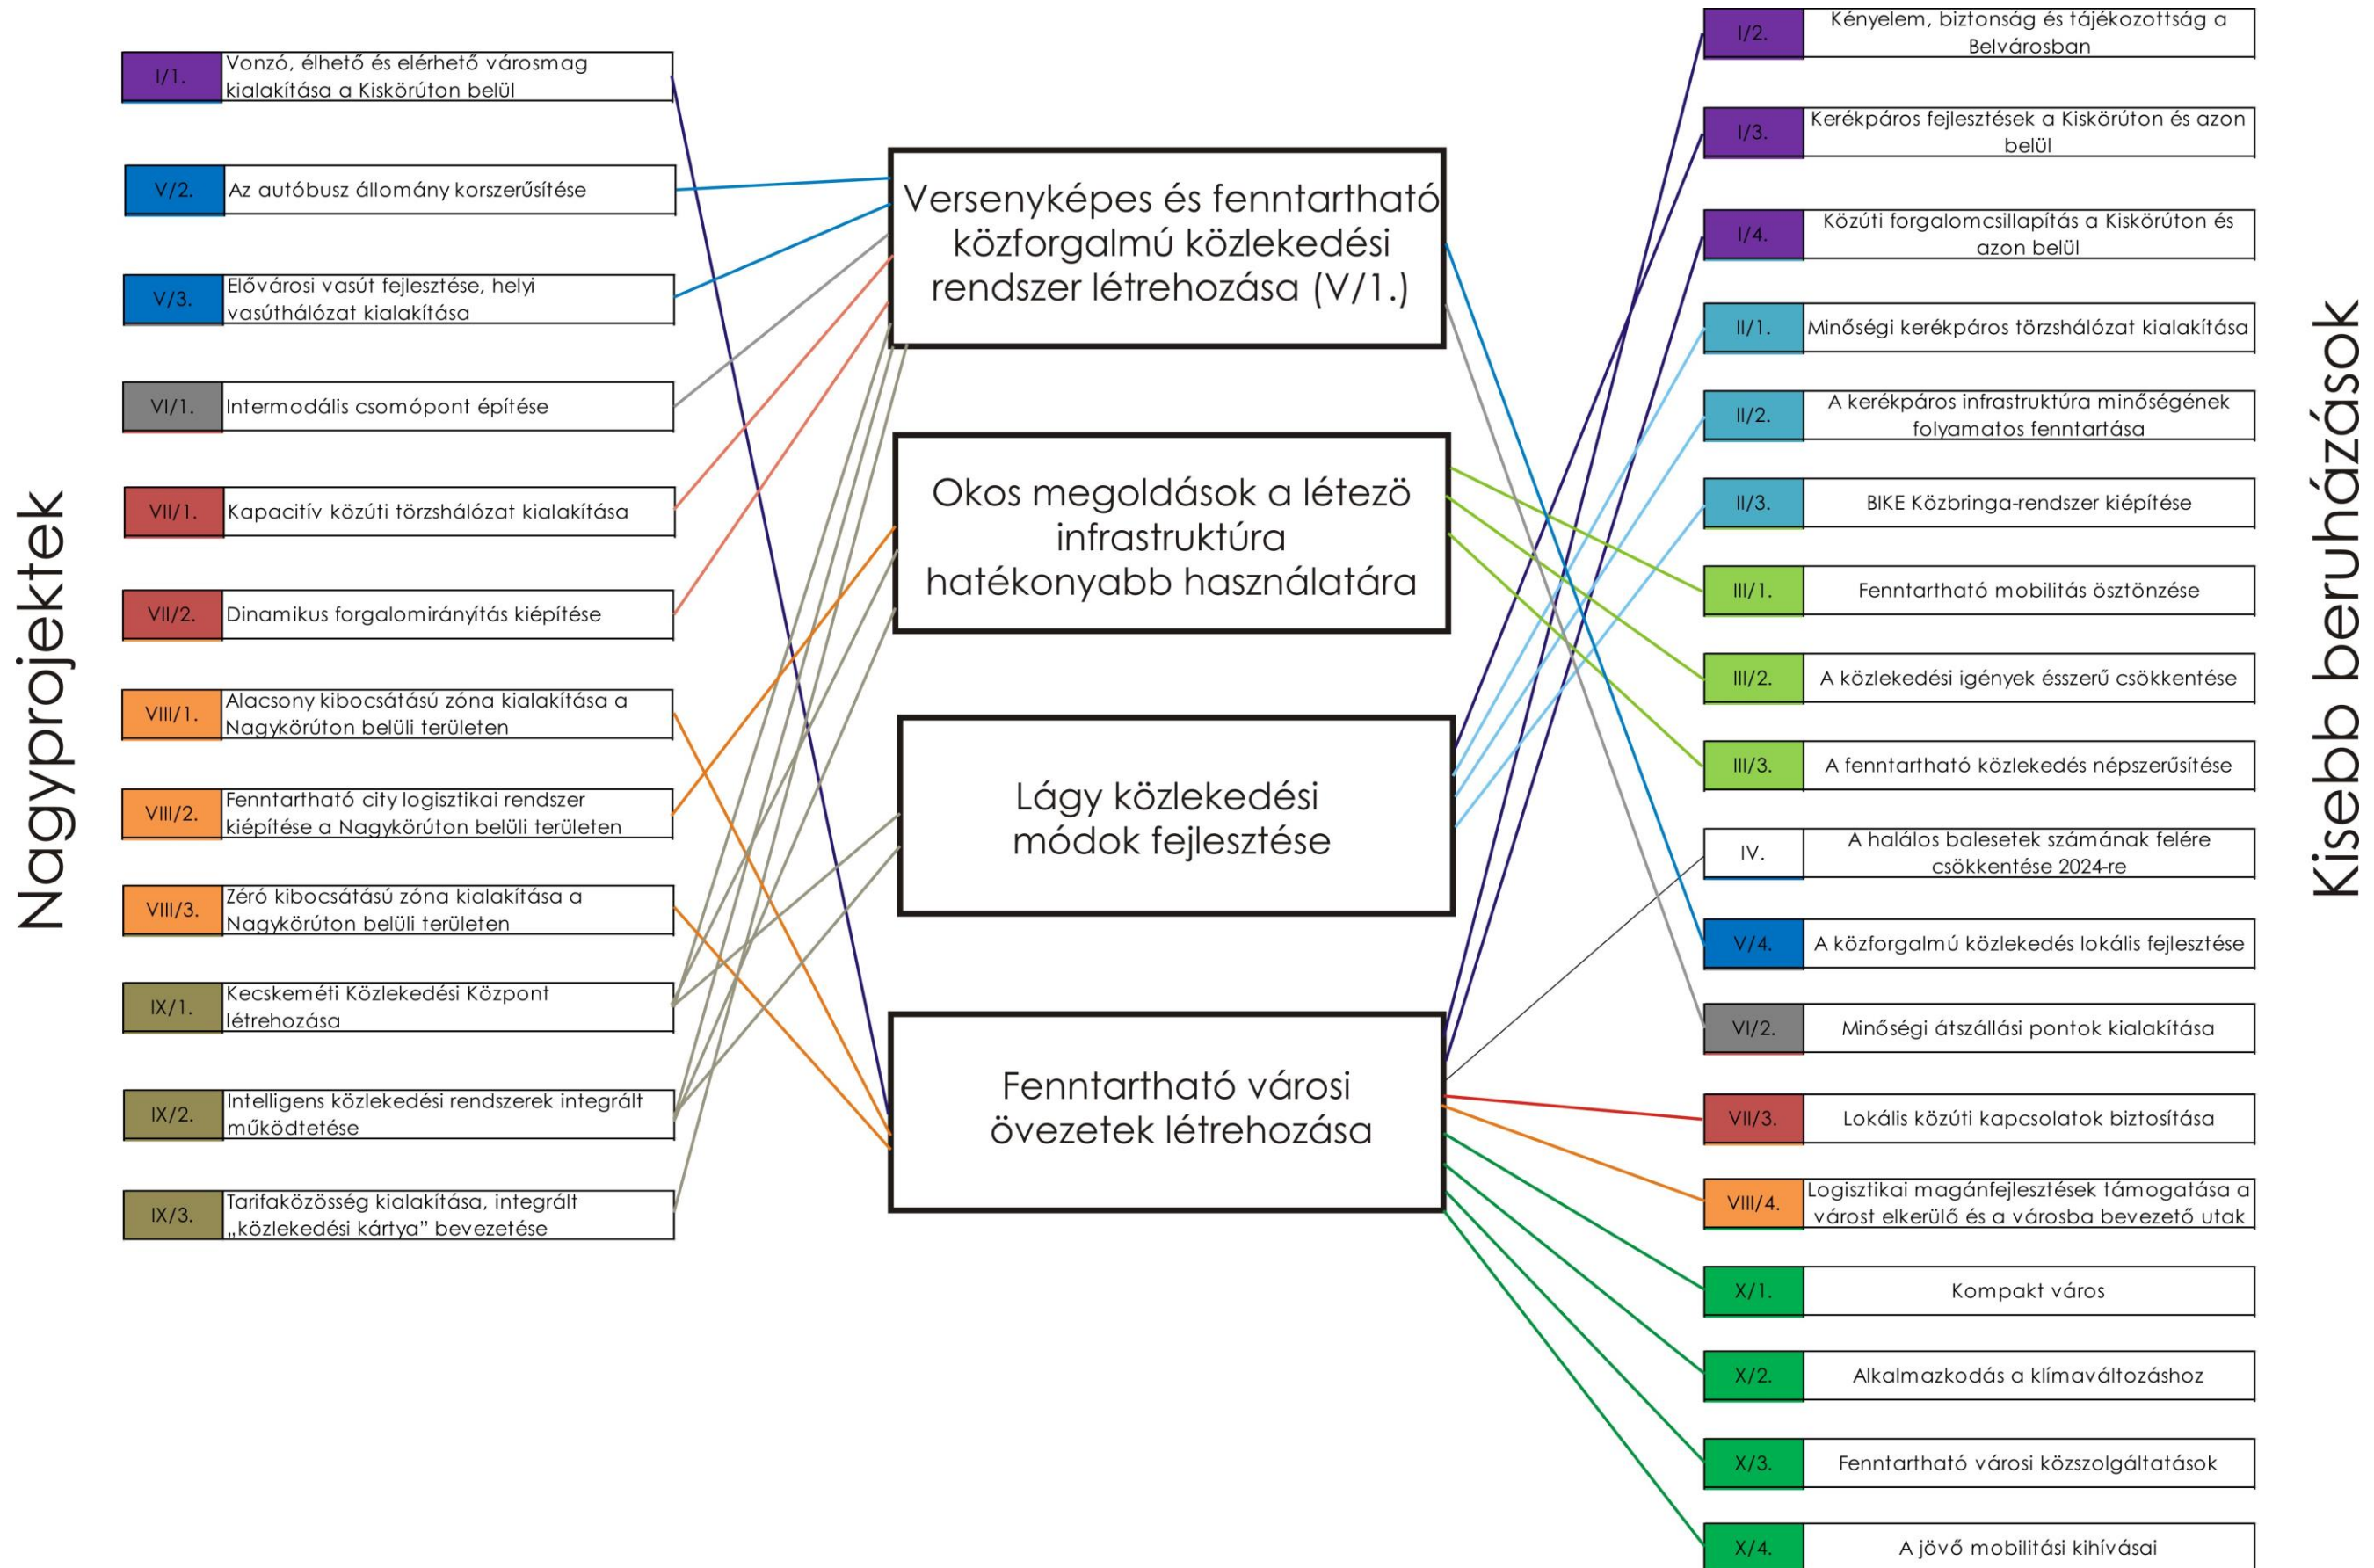 Nagyprojektek
I/1.
Vonzó, élhető és elérhető városmag
kialakítása a Kiskörúton belül
V/2.
Az autóbusz állomány korszerűsítése
V/3.
Elővárosi vasút fejlesztése, helyi
vasúthálózat kialakítása
VI/1.
Intermodális csomópont építése
VII/1.
Kapacitív közúti törzshálózat kialakítása
VII/2.
Dinamikus forgalomirányítás kiépítése
VIII/1.
Alacsony kibocsátású zóna kialakítása a
Nagykörúton belüli területen
VIII/2.
Fenntartható city logisztikai rendszer
kiépítése a Nagykörúton belüli területen
VIII/3.
Zéró kibocsátású zóna kialakítása a
Nagykörúton belüli területen
IX/1.
Kecskeméti Közlekedési Központ
létrehozása
IX/2.
Intelligens közlekedési rendszerek integrált
működtetése
IX/3.
Tarifaközösség kialakítása, integrált
„közlekedési kártya” bevezetése
Versenyképes és fenntartható
közforgalmú közlekedési
rendszer létrehozása (V/1.)
Okos megoldások a létező
infrastruktúra
hatékonyabb használatára
Lágy közlekedési
módok fejlesztése
Fenntartható városi
övezetek létrehozása
I/2.
Kényelem, biztonság és tájékozottság a
Belvárosban
I/3.
Kerékpáros fejlesztések a Kiskörúton és azon
belül
I/4.
Közúti forgalomcsillapítás a Kiskörúton és
azon belül
II/1.
Minőségi kerékpáros törzshálózat kialakítása
II/2.
A kerékpáros infrastruktúra minőségének
folyamatos fenntartása
II/3.
BIKE Közbringa-rendszer kiépítése
III/1.
Fenntartható mobilitás ösztönzése
III/2.
A közlekedési igények ésszerű csökkentése
III/3.
A fenntartható közlekedés népszerűsítése
IV.
A halálos balesetek számának felére
csökkentése 2024-re
V/4.
A közforgalmú közlekedés lokális fejlesztése
VI/2.
Minőségi átszállási pontok kialakítása
VII/3.
Lokális közúti kapcsolatok biztosítása
VIII/4.
Logisztikai magánfejlesztések támogatása a
várost elkerülő és a városba bevezető utak
X/1.
Kompakt város
X/2.
Alkalmazkodás a klímaváltozáshoz
X/3.
Fenntartható városi közszolgáltatások
X/4.
A jövő mobilitási kihívásai
Kisebb beruházások